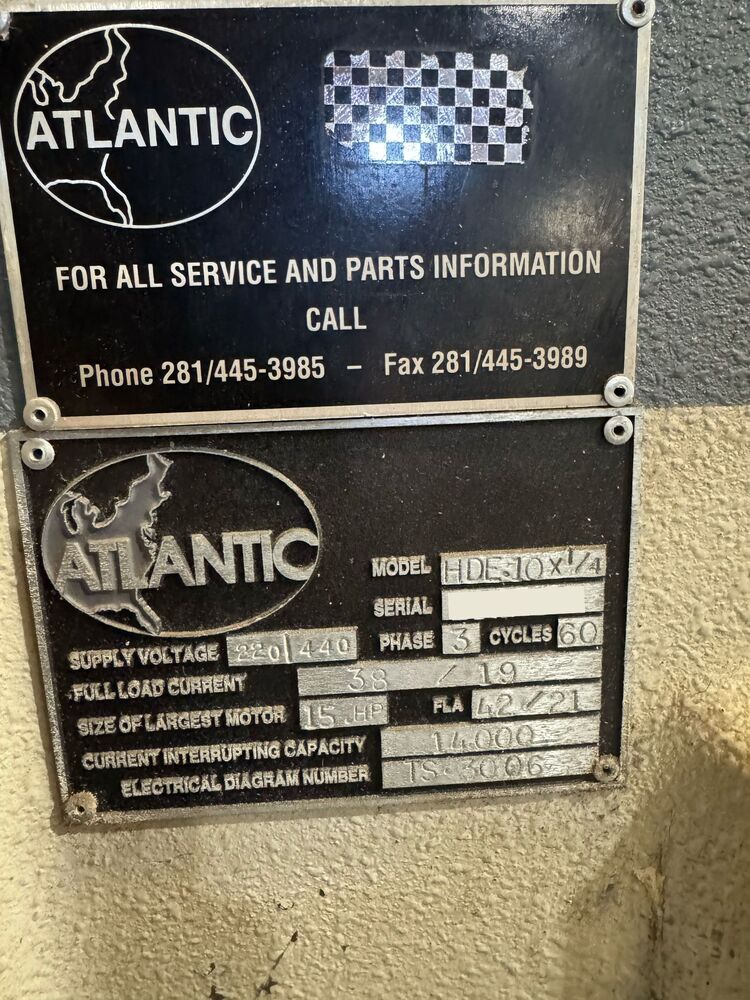 ATLANTIC
FOR ALL SERVICE AND PARTS INFORMATION
CALL
Phone 281/445-3985 – Fax 281/445-3989
ATLANTIC
MODEL HDE-10x1/4
SERIAL
SUPPLY VOLTAGE 220/440 PHASE 3 CYCLES 60
FULL LOAD CURRENT 38 / 19
SIZE OF LARGEST MOTOR 15 HP FLA 42/21
CURRENT INTERRUPTING CAPACITY 14000
ELECTRICAL DIAGRAM NUMBER TS-3006